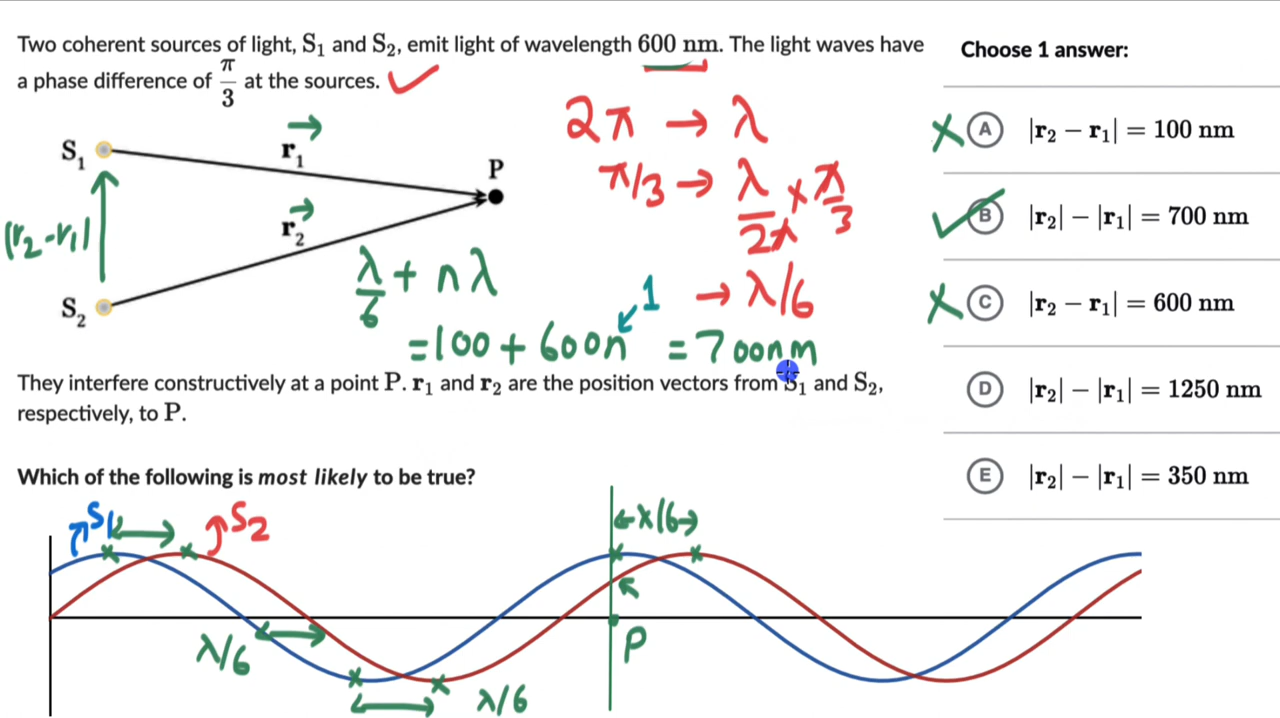 Two coherent sources of light, S₁ and S₂, emit light of wavelength 600 nm. The light waves have
a phase difference of π/3 at the sources.
Choose 1 answer:
2π → λ
π/3 → λ/2π × π/3
→ λ/6
S₁
r₁
P
r₂
S₂
|r₂-r₁|
λ/6 + nλ
1
= 100 + 600n = 700nm
A |r₂ − r₁| = 100 nm
B |r₂| − |r₁| = 700 nm
C |r₂ − r₁| = 600 nm
D |r₂| − |r₁| = 1250 nm
E |r₂| − |r₁| = 350 nm
They interfere constructively at a point P. r₁ and r₂ are the position vectors from S₁ and S₂,
respectively, to P.
Which of the following is most likely to be true?
S₁
S2
λ/6
λ/6
λ/6
P